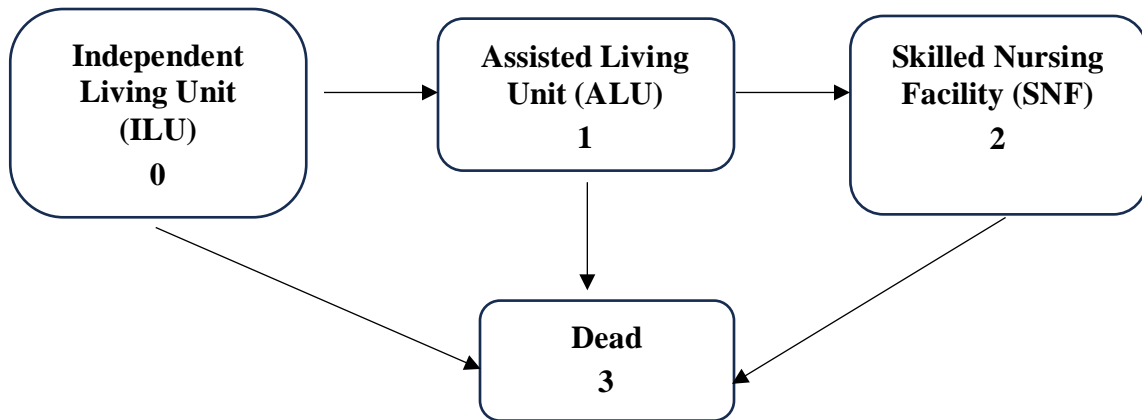 Independent
Living Unit
(ILU)
0
Assisted Living
Unit (ALU)
1
Skilled Nursing
Facility (SNF)
2
Dead
3